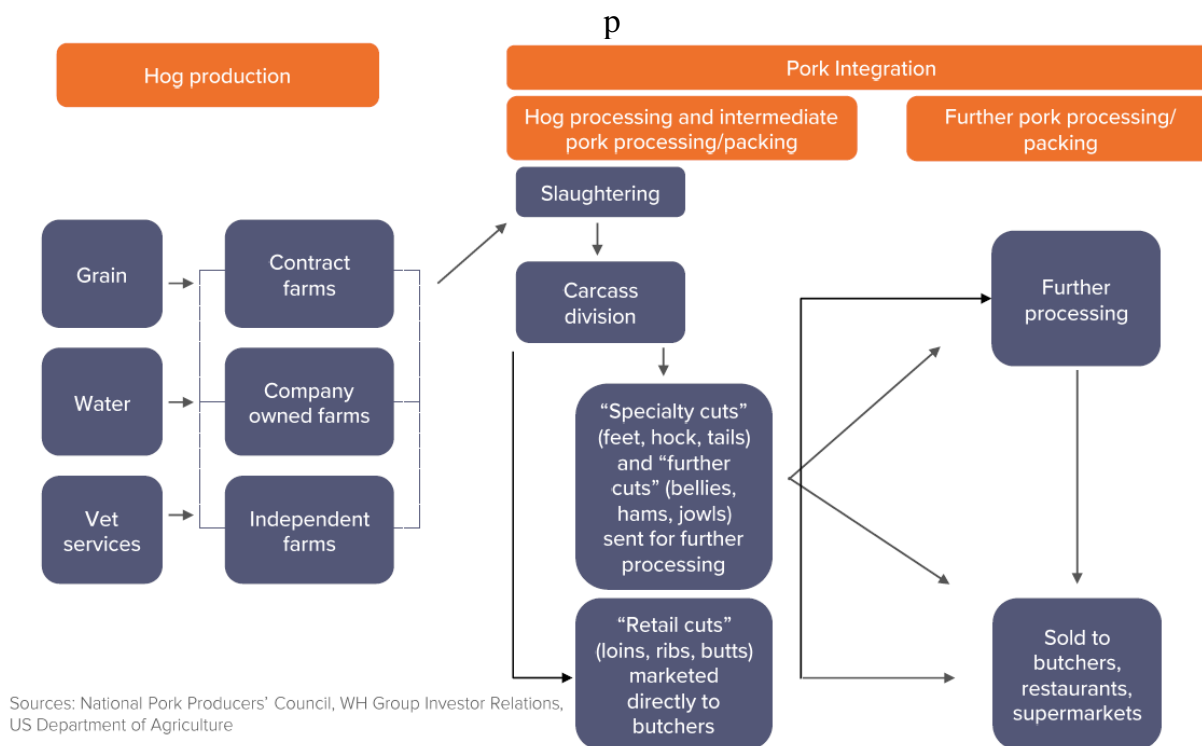 p
Hog production
Pork Integration
Hog processing and intermediate
pork processing/packing
Further pork processing/
packing
Slaughtering
Grain
Contract
farms
Carcass
division
Further
processing
Water
Company
owned farms
“Specialty cuts”
(feet, hock, tails)
and “further
cuts” (bellies,
hams, jowls)
sent for further
processing
Vet
services
Independent
farms
“Retail cuts”
(loins, ribs, butts)
marketed
directly to
butchers
Sold to
butchers,
restaurants,
supermarkets
Sources: National Pork Producers’ Council, WH Group Investor Relations,
US Department of Agriculture